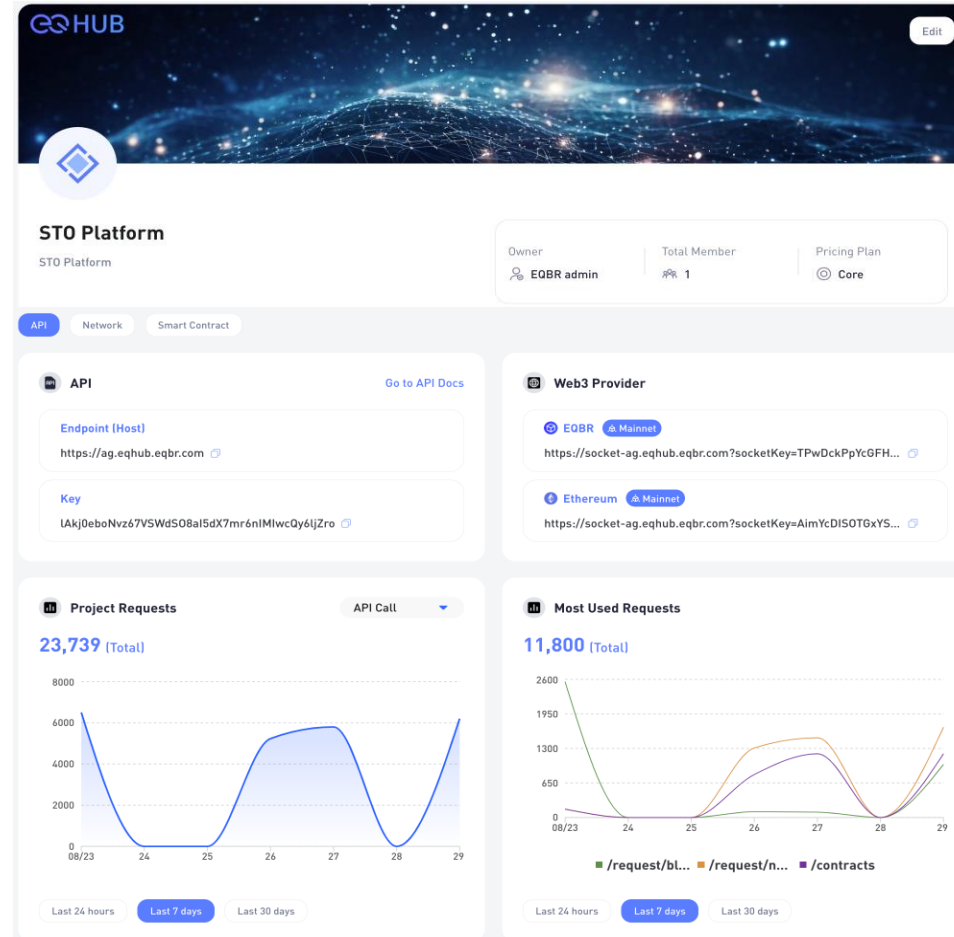 EQHUB
Edit
STO Platform
STO Platform
Owner
EQBR admin
Total Member
1
Pricing Plan
Core
API
Network
Smart Contract
API
Go to API Docs
Endpoint (Host)
https://ag.eqhub.eqbr.com
Key
lAkj0eboNvz67VSWdSO8aI5dX7mr6nIMIwcQy6ljZro
Web3 Provider
EQBR
Mainnet
https://socket-ag.eqhub.eqbr.com?socketKey=TPwDckPpYcGFH...
Ethereum
Mainnet
https://socket-ag.eqhub.eqbr.com?socketKey=AimYcDISOTGxYS...
Project Requests
API Call
23,739 (Total)
8000
6000
4000
2000
0
08/23 24 25 26 27 28 29
Last 24 hours
Last 7 days
Last 30 days
Most Used Requests
11,800 (Total)
2600
1950
1300
650
0
08/23 24 25 26 27 28 29
/request/bl... /request/n... /contracts
Last 24 hours
Last 7 days
Last 30 days